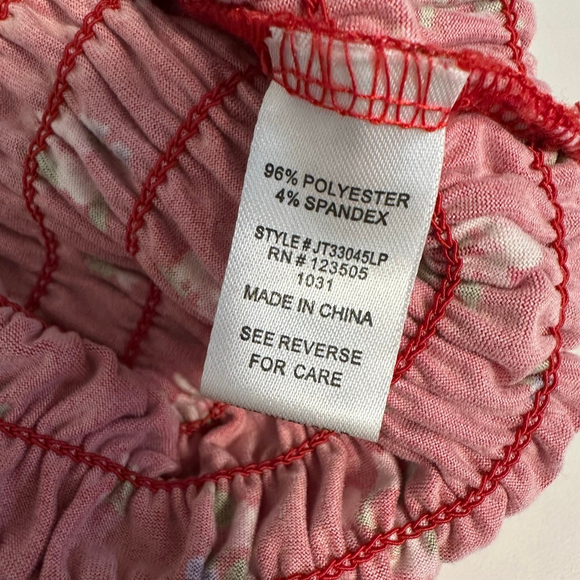 96% POLYESTER
4% SPANDEX
STYLE # JT33045LP
RN # 123505
1031
MADE IN CHINA
SEE REVERSE
FOR CARE